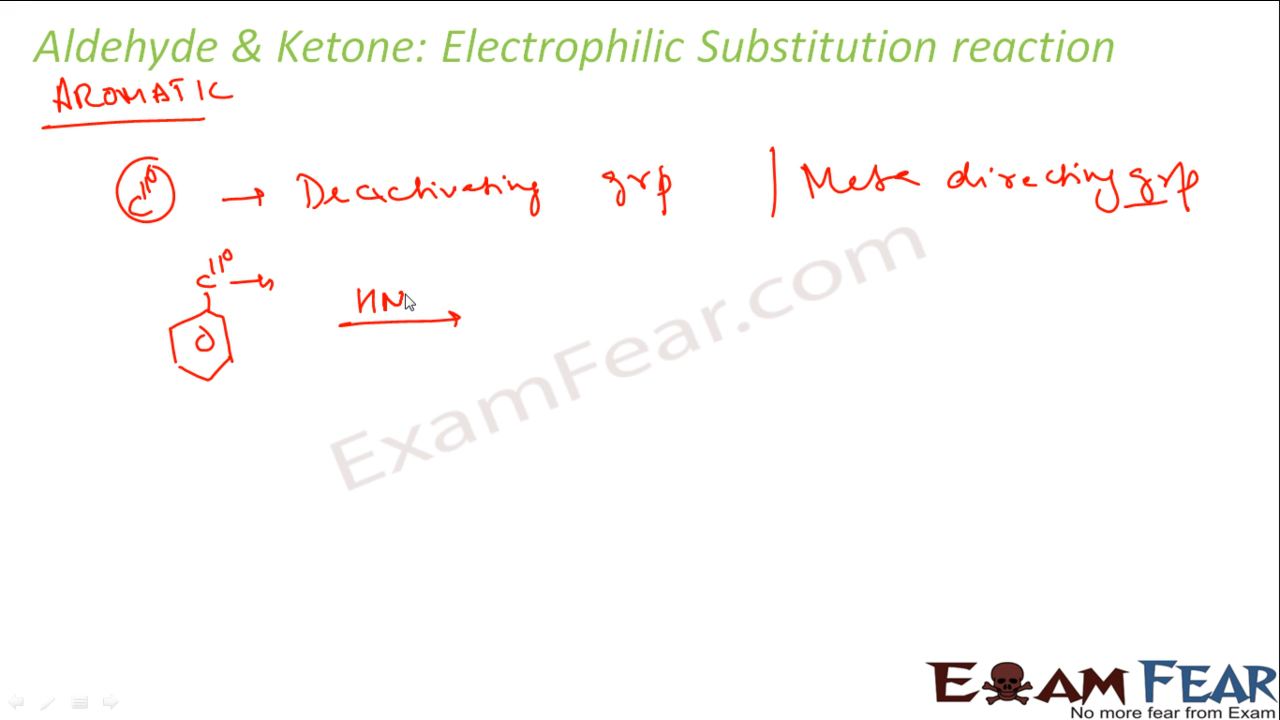 Aldehyde & Ketone: Electrophilic Substitution reaction
AROMATIC
C=O → Deactivating grp | Meta directing grp
C=O
HN
ExamFear.com
EXAM FEAR
No more fear from Exam